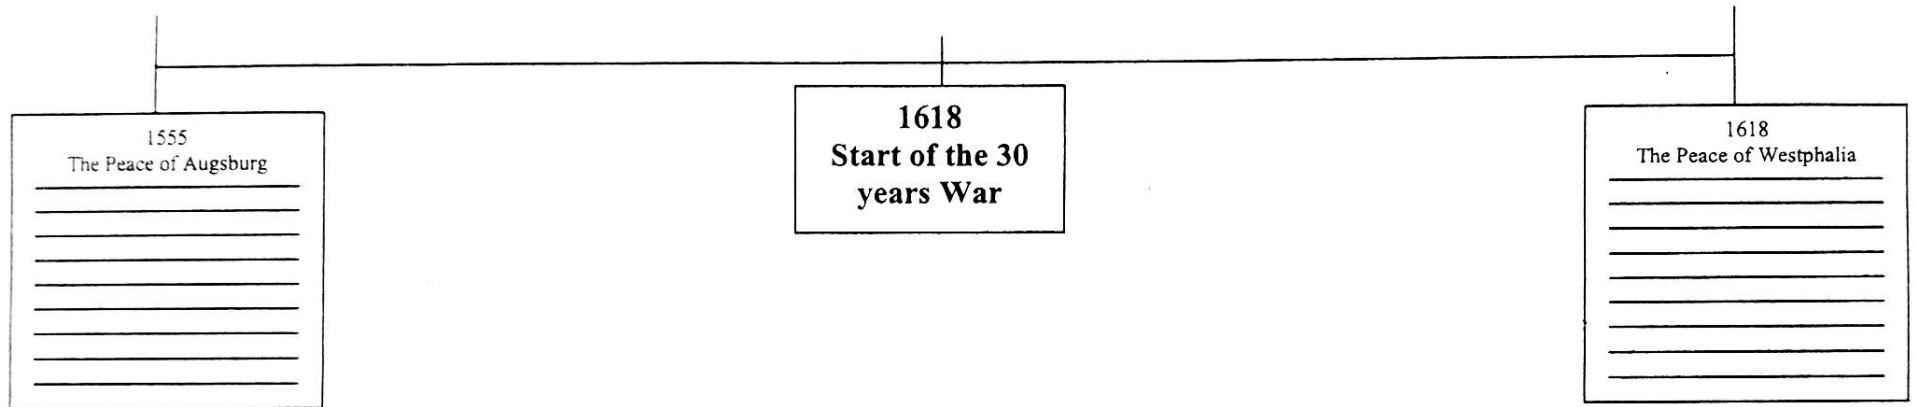 1555
The Peace of Augsburg
1618
Start of the 30
years War
1618
The Peace of Westphalia